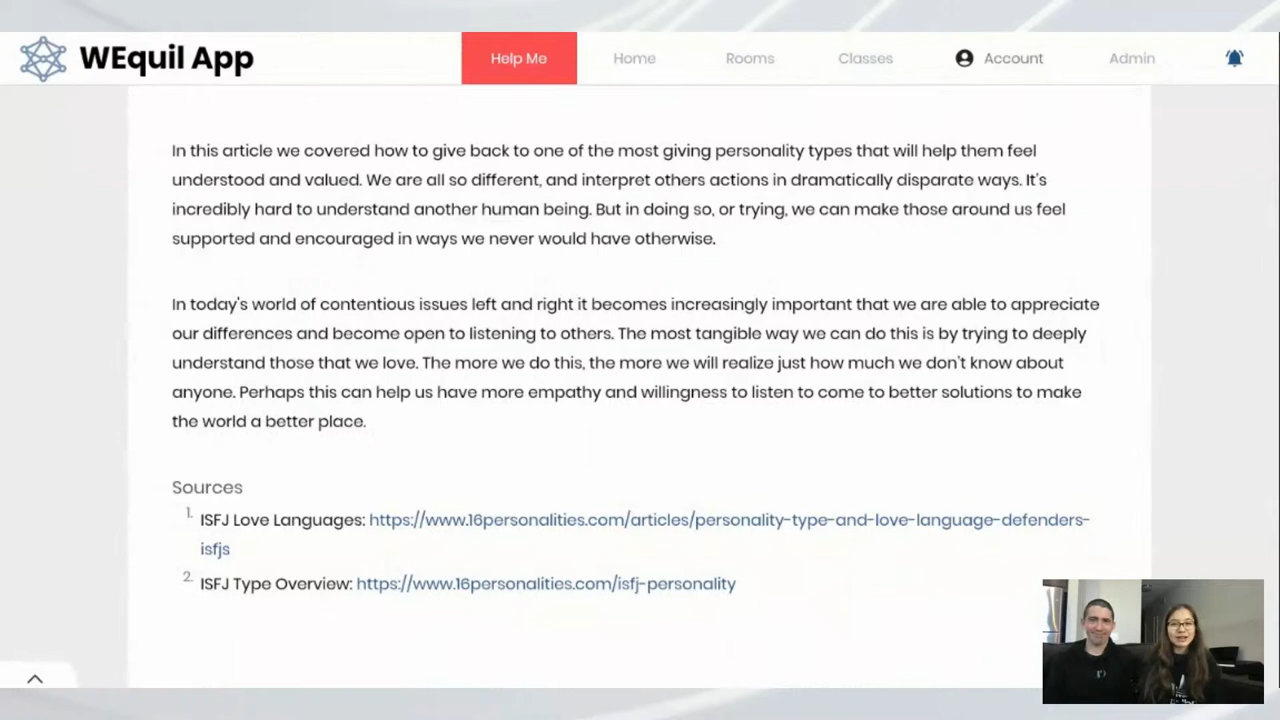 WEquil App
Help Me
Home
Rooms
Classes
Account
Admin
In this article we covered how to give back to one of the most giving personality types that will help them feel
understood and valued. We are all so different, and interpret others actions in dramatically disparate ways. It's
incredibly hard to understand another human being. But in doing so, or trying, we can make those around us feel
supported and encouraged in ways we never would have otherwise.
In today's world of contentious issues left and right it becomes increasingly important that we are able to appreciate
our differences and become open to listening to others. The most tangible way we can do this is by trying to deeply
understand those that we love. The more we do this, the more we will realize just how much we don't know about
anyone. Perhaps this can help us have more empathy and willingness to listen to come to better solutions to make
the world a better place.
Sources
1. ISFJ Love Languages: https://www.16personalities.com/articles/personality-type-and-love-language-defenders-
isfjs
2. ISFJ Type Overview: https://www.16personalities.com/isfj-personality